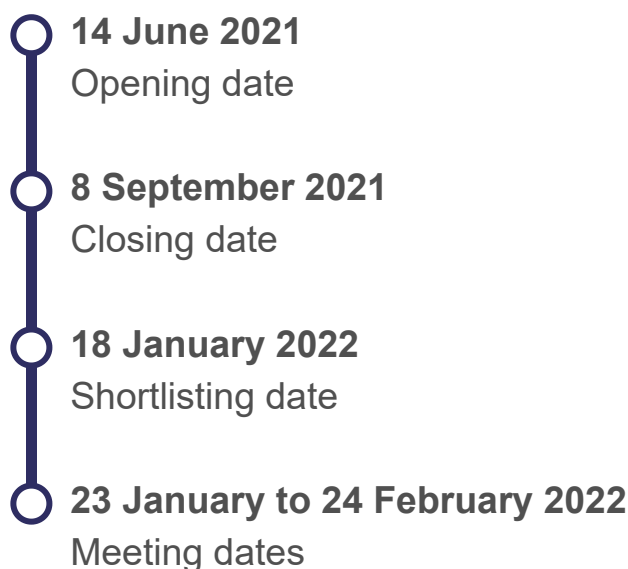 14 June 2021
Opening date
8 September 2021
Closing date
18 January 2022
Shortlisting date
23 January to 24 February 2022
Meeting dates